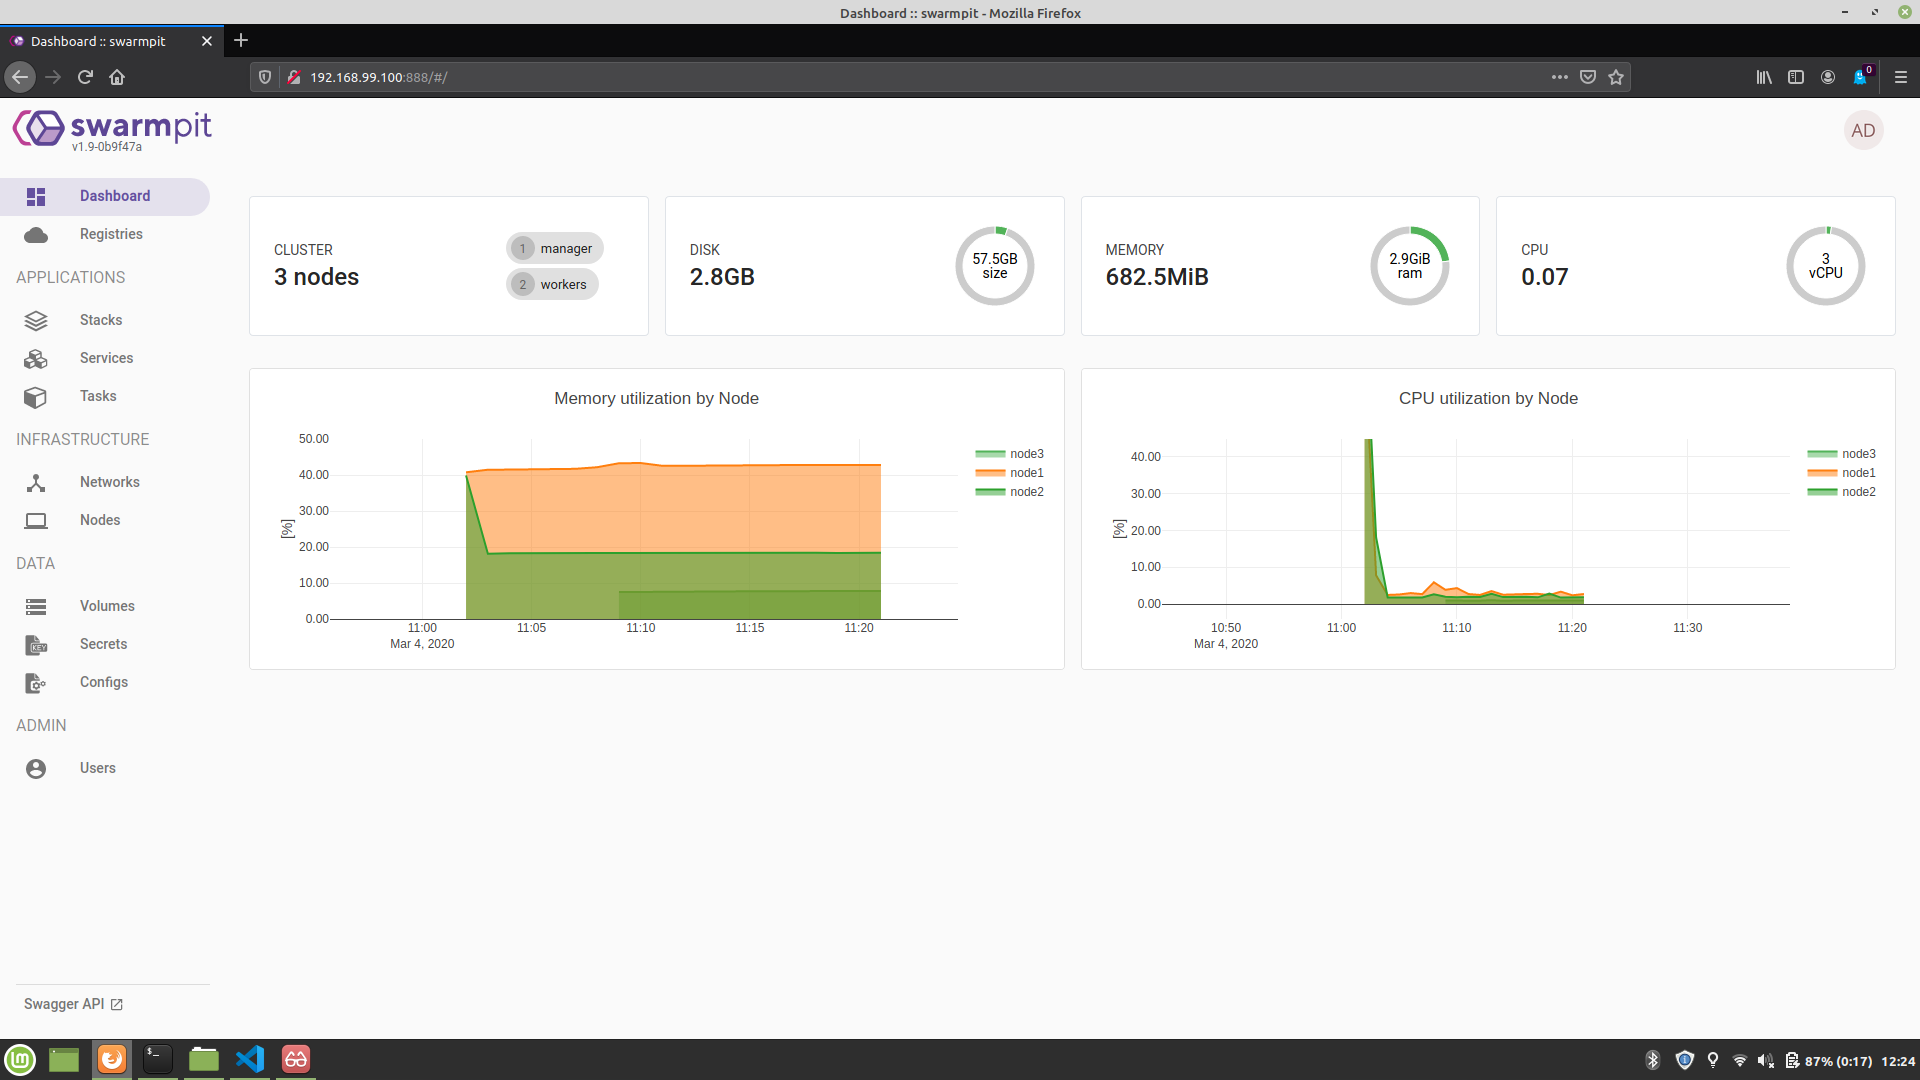 Dashboard :: swarmpit - Mozilla Firefox
Dashboard :: swarmpit
192.168.99.100:888/#/
0
swarmpit
v1.9-0b9f47a
AD
Dashboard
Registries
APPLICATIONS
Stacks
Services
Tasks
INFRASTRUCTURE
Networks
Nodes
DATA
Volumes
Secrets
KEY
Configs
ADMIN
Users
Swagger API
CLUSTER
3 nodes
1 manager
2 workers
DISK
2.8GB
57.5GB
size
MEMORY
682.5MiB
2.9GiB
ram
CPU
0.07
3
vCPU
Memory utilization by Node
50.00
40.00
30.00
20.00
10.00
0.00
[%]
11:00 11:05 11:10 11:15 11:20
Mar 4, 2020
node3
node1
node2
CPU utilization by Node
40.00
30.00
20.00
10.00
0.00
[%]
10:50 11:00 11:10 11:20 11:30
Mar 4, 2020
node3
node1
node2
$_
87% (0:17) 12:24